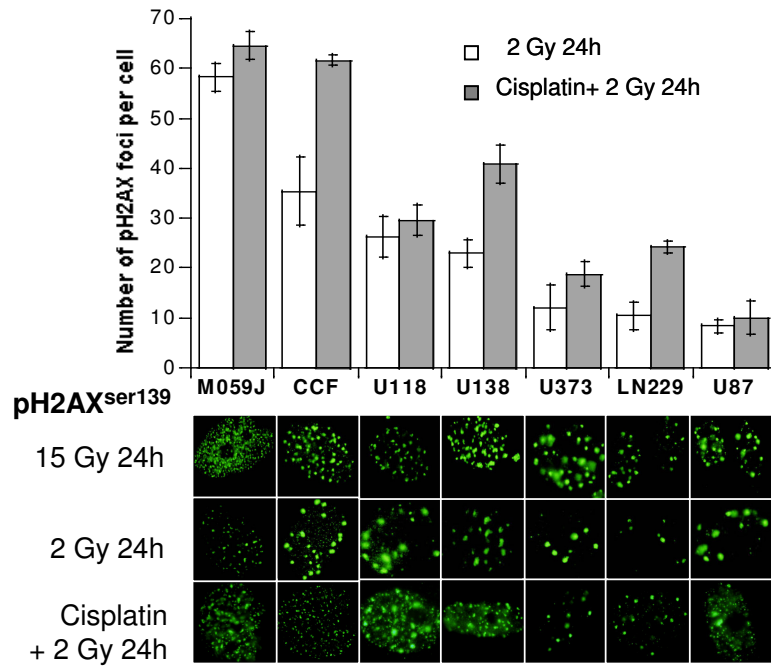 70
60
50
40
30
20
10
0
Number of pH2AX foci per cell
2 Gy 24h
Cisplatin+ 2 Gy 24h
M059J CCF U118 U138 U373 LN229 U87
pH2AXser139
15 Gy 24h
2 Gy 24h
Cisplatin
+ 2 Gy 24h